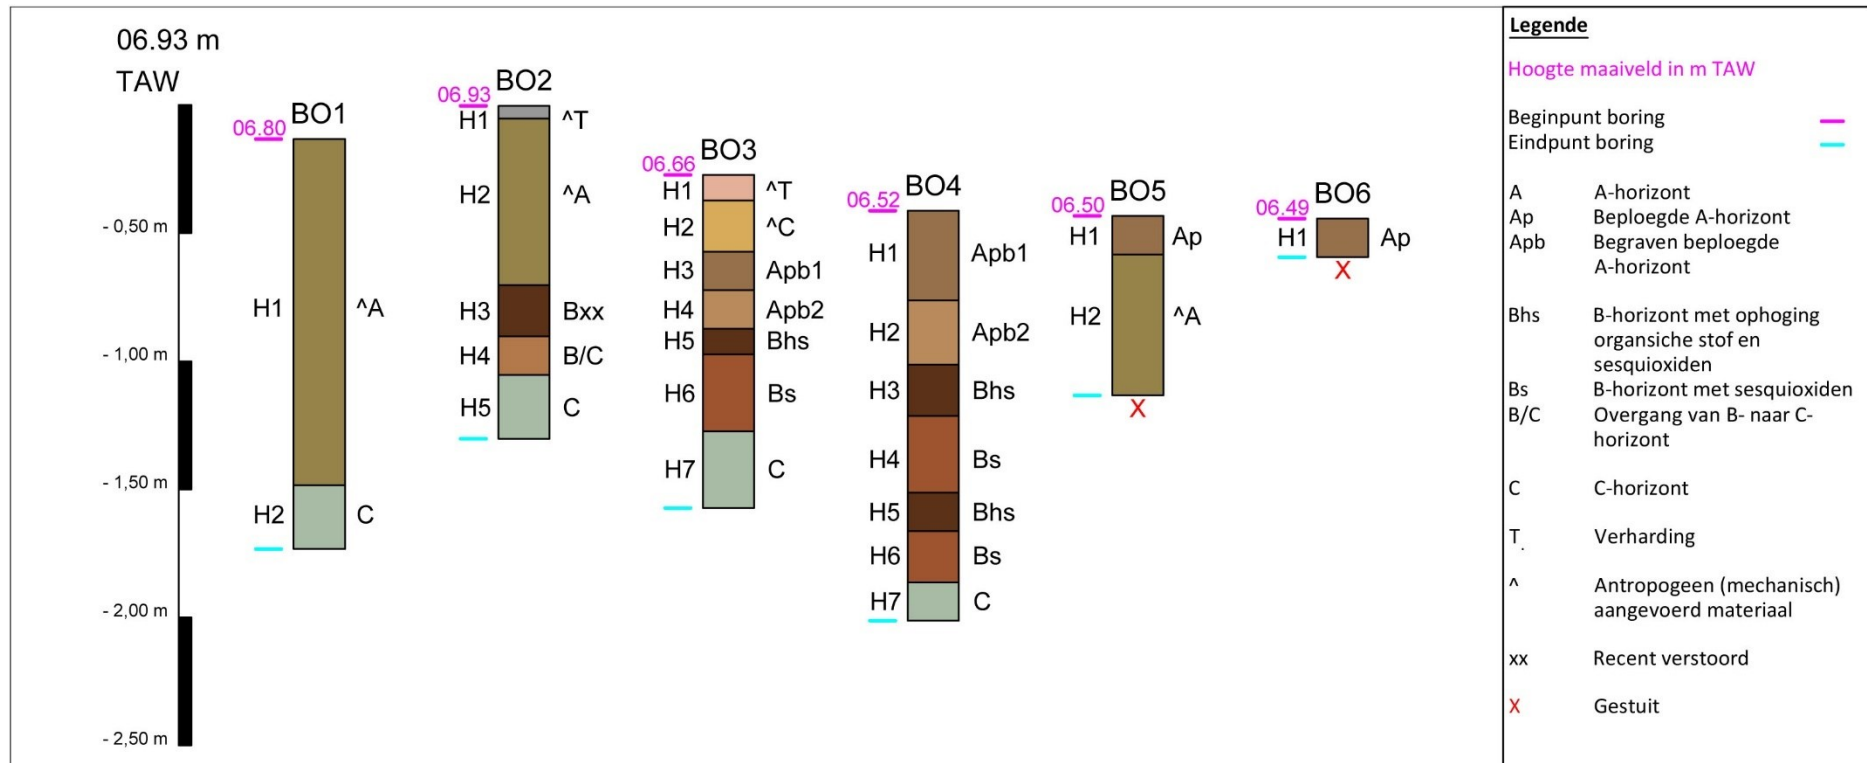 06.93 m
TAW
- 0,50 m
- 1,00 m
- 1,50 m
- 2,00 m
- 2,50 m
BO1
06.80
H1 ^A
H2 C
BO2
06.93
H1 ^T
H2 ^A
H3 Bxx
H4 B/C
H5 C
BO3
06.66
H1 ^T
H2 ^C
H3 Apb1
H4 Apb2
H5 Bhs
H6 Bs
H7 C
BO4
06.52
H1 Apb1
H2 Apb2
H3 Bhs
H4 Bs
H5 Bhs
H6 Bs
H7 C
BO5
06.50
H1 Ap
H2 ^A
X
BO6
06.49
H1 Ap
X
Legende
Hoogte maaiveld in m TAW
Beginpunt boring
Eindpunt boring
A A-horizont
Ap Beploegde A-horizont
Apb Begraven beploegde
A-horizont
Bhs B-horizont met ophoging
organsiche stof en
sesquioxiden
Bs B-horizont met sesquioxiden
B/C Overgang van B- naar C-
horizont
C C-horizont
T. Verharding
^ Antropogeen (mechanisch)
aangevoerd materiaal
xx Recent verstoord
X Gestuit